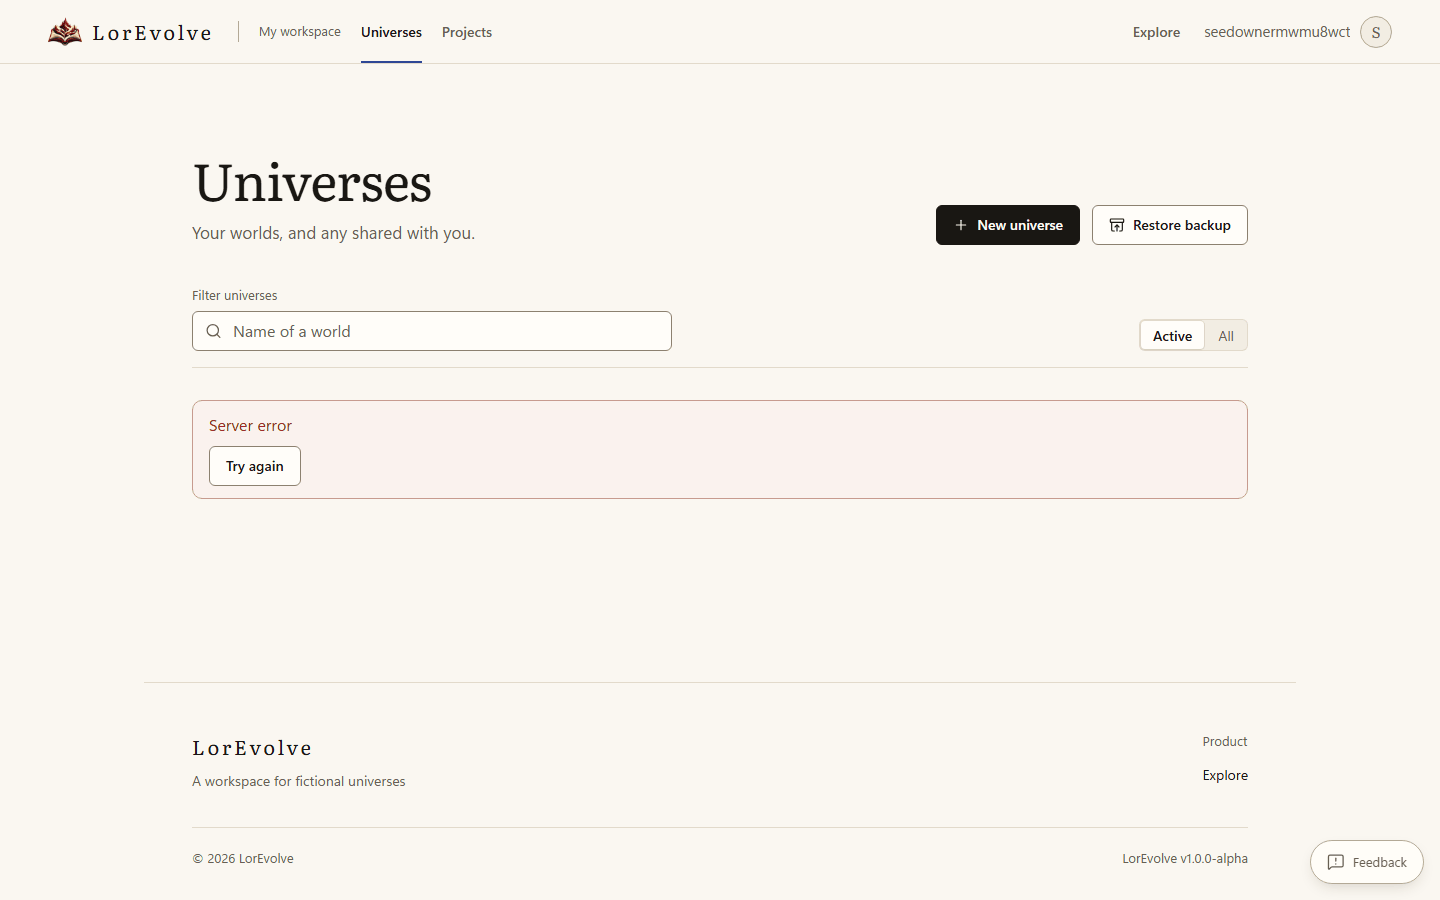 LorEvolve
My workspace
Universes
Projects
Explore
seedownermwmu8wct
S
Universes
Your worlds, and any shared with you.
New universe
Restore backup
Filter universes
Name of a world
Active
All
Server error
Try again
LorEvolve
A workspace for fictional universes
Product
Explore
© 2026 LorEvolve
LorEvolve v1.0.0-alpha
Feedback